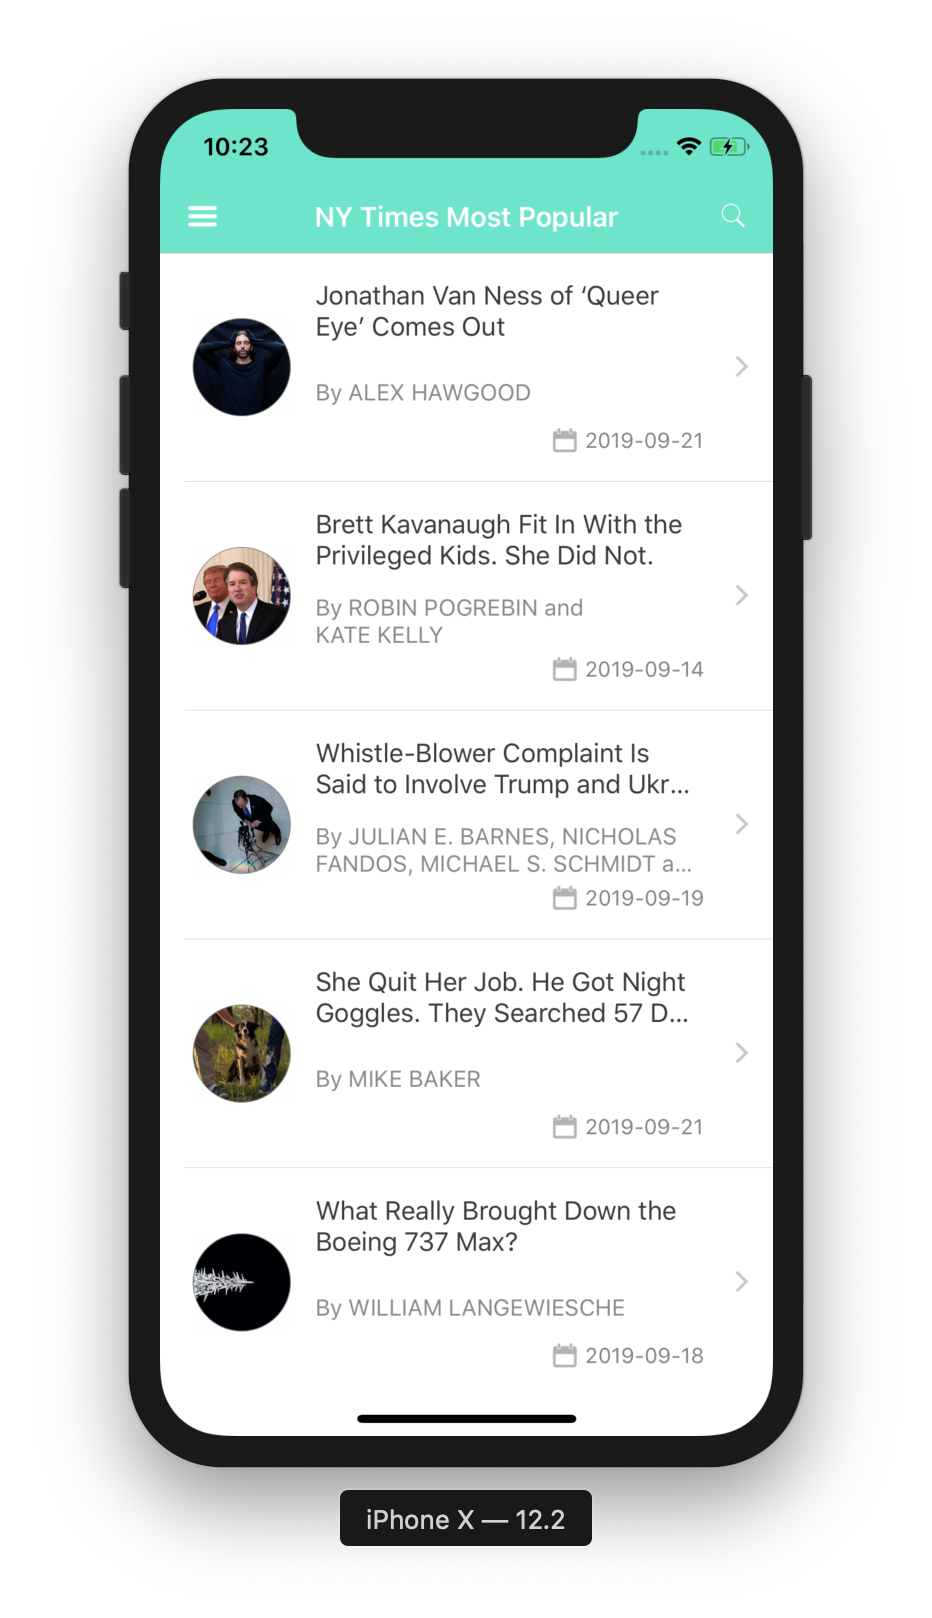 10:23
NY Times Most Popular
Jonathan Van Ness of ‘Queer
Eye’ Comes Out
By ALEX HAWGOOD
2019-09-21
Brett Kavanaugh Fit In With the
Privileged Kids. She Did Not.
By ROBIN POGREBIN and
KATE KELLY
2019-09-14
Whistle-Blower Complaint Is
Said to Involve Trump and Ukr...
By JULIAN E. BARNES, NICHOLAS
FANDOS, MICHAEL S. SCHMIDT a...
2019-09-19
She Quit Her Job. He Got Night
Goggles. They Searched 57 D...
By MIKE BAKER
2019-09-21
What Really Brought Down the
Boeing 737 Max?
By WILLIAM LANGEWIESCHE
2019-09-18
iPhone X — 12.2